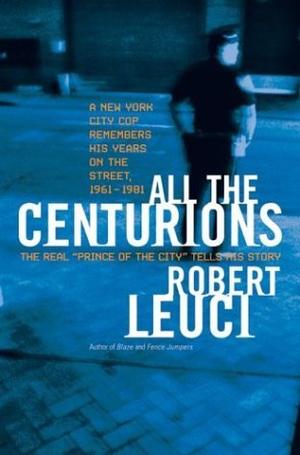 A NEW YORK
CITY COP
REMEMBERS
HIS YEARS
ON THE
STREET,
1961–1981
ALL THE
CENTURIONS
THE REAL "PRINCE OF THE CITY" TELLS HIS STORY
ROBERT
LEUCI
Author of Blaze and Fence Jumpers